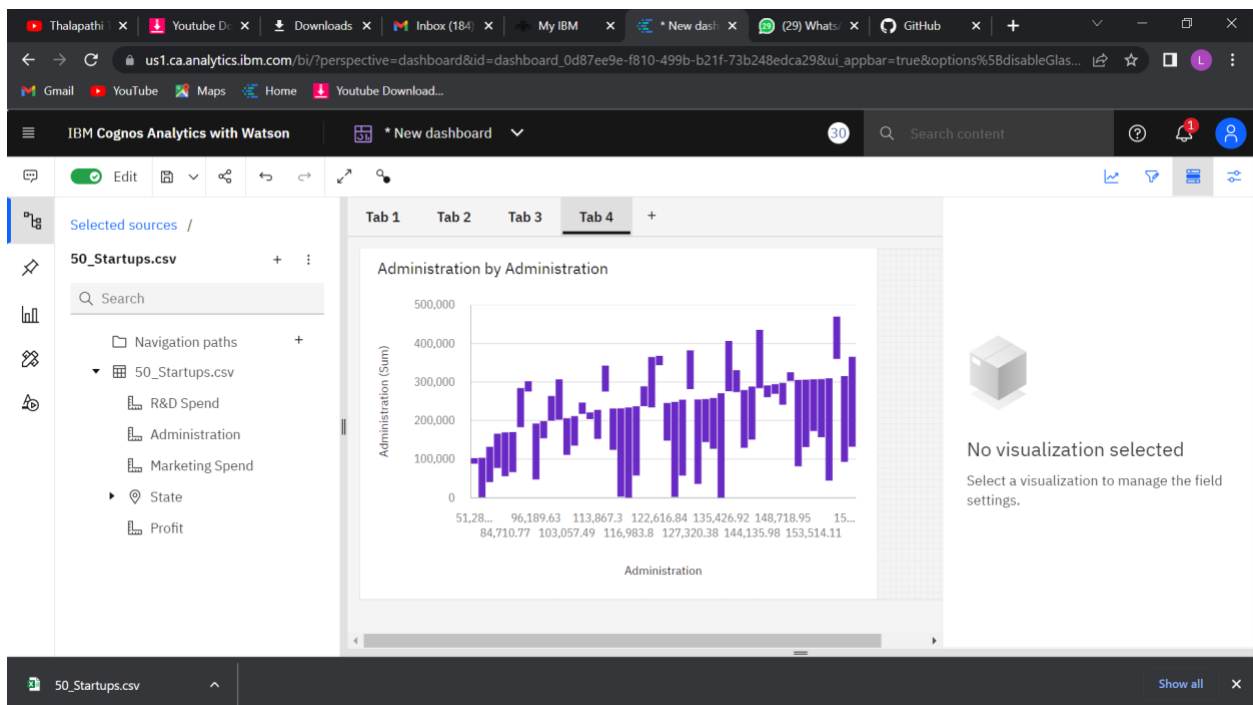 Thalapathi
Youtube Do
Downloads
Inbox (184)
My IBM
* New dash
(29) Whats
GitHub
us1.ca.analytics.ibm.com/bi/?perspective=dashboard&id=dashboard_0d87ee9e-f810-499b-b21f-73b248edca29&ui_appbar=true&options%5BdisableGlas...
L
Gmail
YouTube
Maps
Home
Youtube Download...
IBM Cognos Analytics with Watson
* New dashboard
30
Search content
1
Edit
Selected sources /
Tab 1
Tab 2
Tab 3
Tab 4
+
50_Startups.csv
Search
Navigation paths
50_Startups.csv
R&D Spend
Administration
Marketing Spend
State
Profit
Administration by Administration
500,000
400,000
300,000
200,000
100,000
0
Administration (Sum)
51,28... 96,189.63 113,867.3 122,616.84 135,426.92 148,718.95 15...
84,710.77 103,057.49 116,983.8 127,320.38 144,135.98 153,514.11
Administration
No visualization selected
Select a visualization to manage the field
settings.
50_Startups.csv
Show all